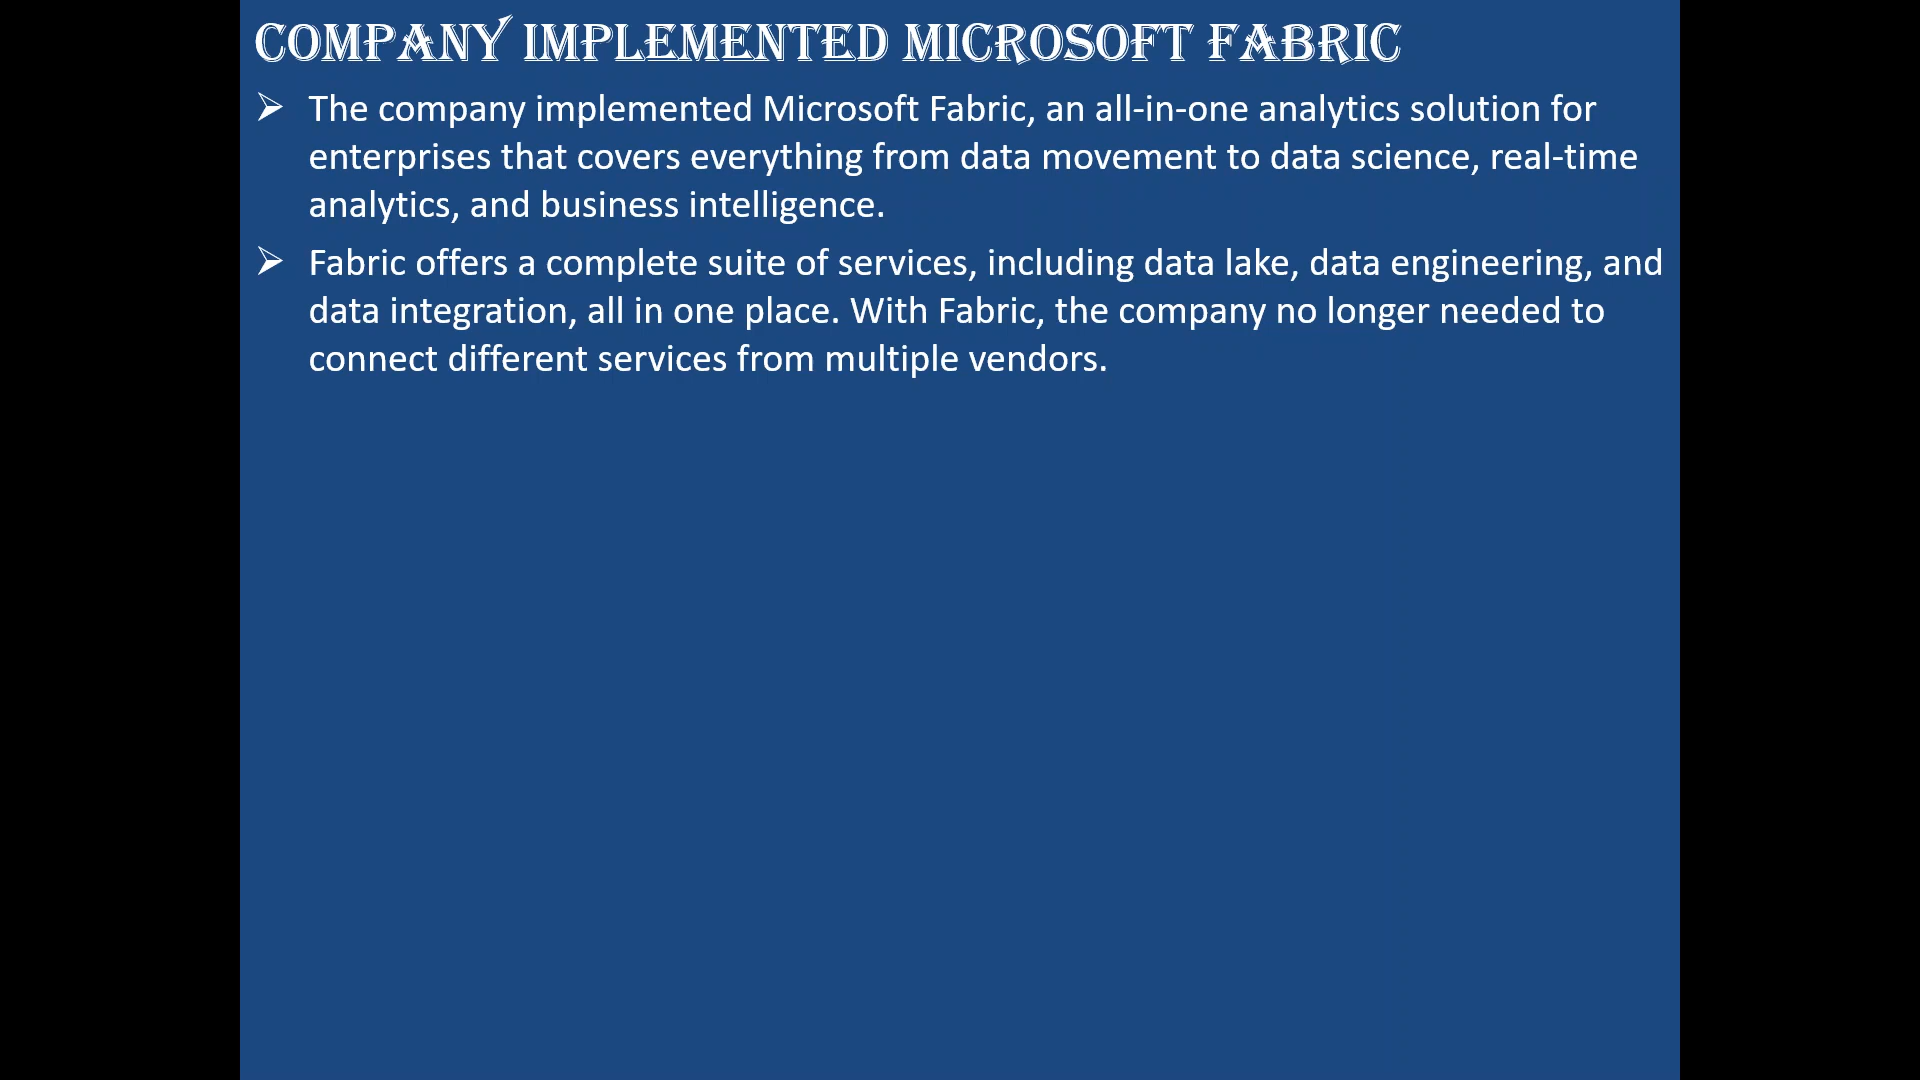 COMPANY IMPLEMENTED MICROSOFT FABRIC
➢ The company implemented Microsoft Fabric, an all-in-one analytics solution for
enterprises that covers everything from data movement to data science, real-time
analytics, and business intelligence.
➢ Fabric offers a complete suite of services, including data lake, data engineering, and
data integration, all in one place. With Fabric, the company no longer needed to
connect different services from multiple vendors.